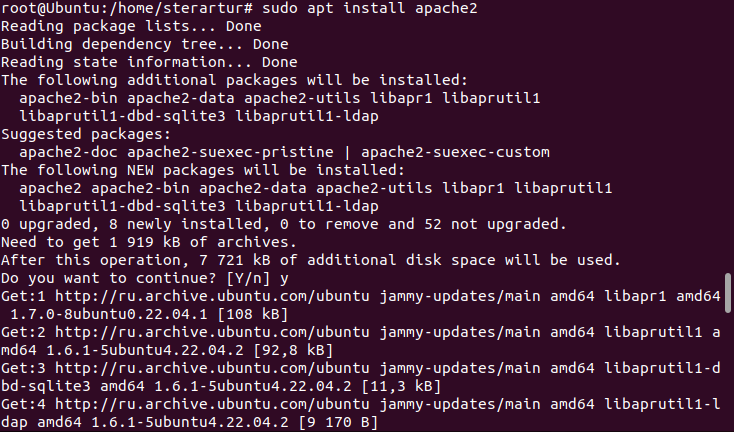 root@Ubuntu:/home/sterartur# sudo apt install apache2
Reading package lists... Done
Building dependency tree... Done
Reading state information... Done
The following additional packages will be installed:
  apache2-bin apache2-data apache2-utils libapr1 libaprutil1
  libaprutil1-dbd-sqlite3 libaprutil1-ldap
Suggested packages:
  apache2-doc apache2-suexec-pristine | apache2-suexec-custom
The following NEW packages will be installed:
  apache2 apache2-bin apache2-data apache2-utils libapr1 libaprutil1
  libaprutil1-dbd-sqlite3 libaprutil1-ldap
0 upgraded, 8 newly installed, 0 to remove and 52 not upgraded.
Need to get 1 919 kB of archives.
After this operation, 7 721 kB of additional disk space will be used.
Do you want to continue? [Y/n] y
Get:1 http://ru.archive.ubuntu.com/ubuntu jammy-updates/main amd64 libapr1 amd64
 1.7.0-8ubuntu0.22.04.1 [108 kB]
Get:2 http://ru.archive.ubuntu.com/ubuntu jammy-updates/main amd64 libaprutil1 a
md64 1.6.1-5ubuntu4.22.04.2 [92,8 kB]
Get:3 http://ru.archive.ubuntu.com/ubuntu jammy-updates/main amd64 libaprutil1-d
bd-sqlite3 amd64 1.6.1-5ubuntu4.22.04.2 [11,3 kB]
Get:4 http://ru.archive.ubuntu.com/ubuntu jammy-updates/main amd64 libaprutil1-l
dap amd64 1.6.1-5ubuntu4.22.04.2 [9 170 B]